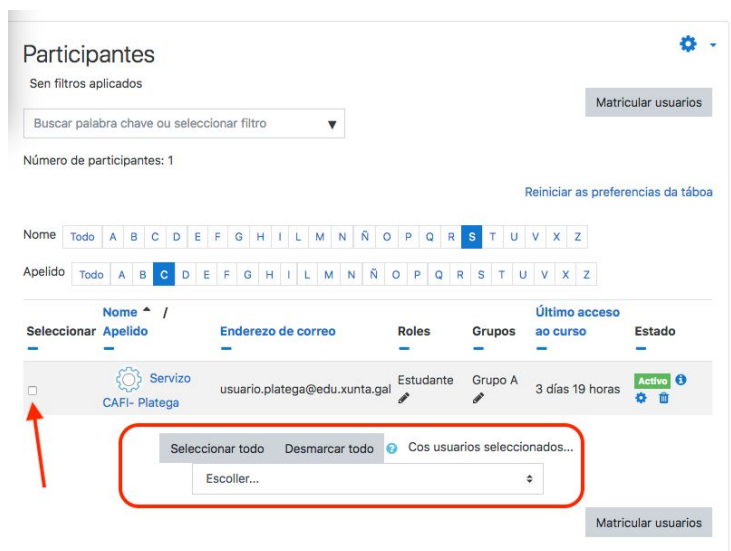 Participantes
Sen filtros aplicados
Matricular usuarios
Buscar palabra chave ou seleccionar filtro ▼
Número de participantes: 1
Reiniciar as preferencias da táboa
Nome Todo A B C D E F G H I L M N Ñ O P Q R S T U V X Z
Apelido Todo A B C D E F G H I L M N Ñ O P Q R S T U V X Z
Seleccionar Nome / Apelido Enderezo de correo Roles Grupos Último acceso ao curso Estado
Servizo CAFI- Platega usuario.platega@edu.xunta.gal Estudante Grupo A 3 días 19 horas Activo
Seleccionar todo Desmarcar todo Cos usuarios seleccionados...
Escoller...
Matricular usuarios